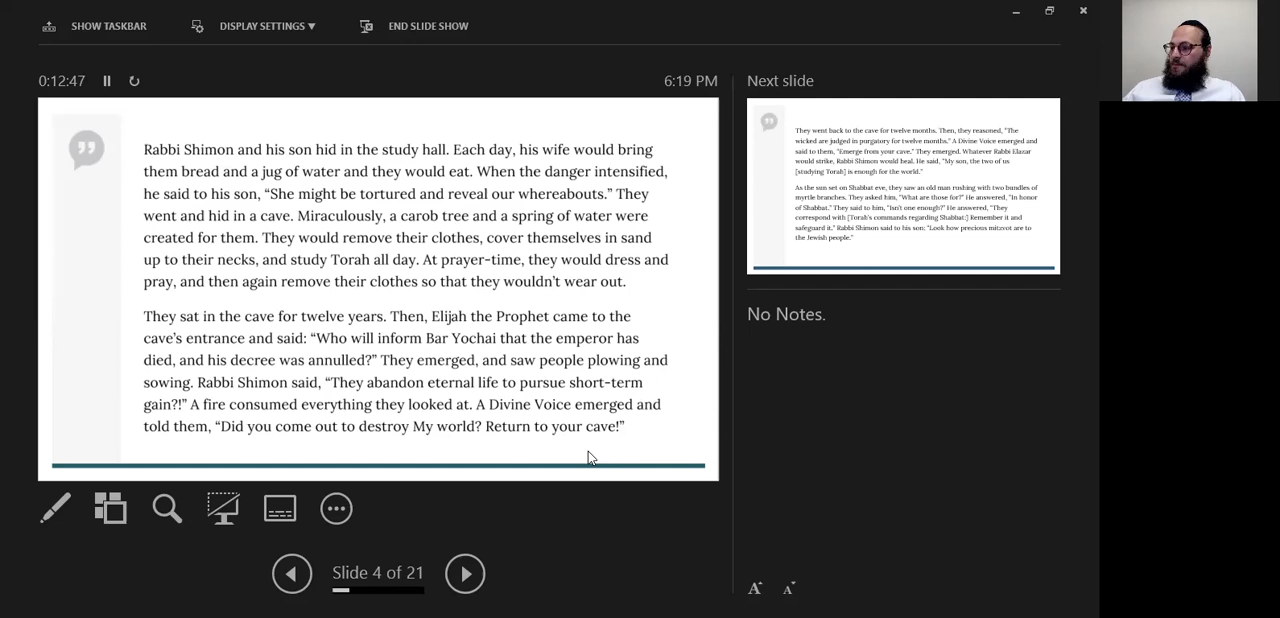 SHOW TASKBAR
DISPLAY SETTINGS ▼
END SLIDE SHOW
0:12:47
6:19 PM
Rabbi Shimon and his son hid in the study hall. Each day, his wife would bring
them bread and a jug of water and they would eat. When the danger intensified,
he said to his son, “She might be tortured and reveal our whereabouts.” They
went and hid in a cave. Miraculously, a carob tree and a spring of water were
created for them. They would remove their clothes, cover themselves in sand
up to their necks, and study Torah all day. At prayer-time, they would dress and
pray, and then again remove their clothes so that they wouldn’t wear out.
They sat in the cave for twelve years. Then, Elijah the Prophet came to the
cave’s entrance and said: “Who will inform Bar Yochai that the emperor has
died, and his decree was annulled?” They emerged, and saw people plowing and
sowing. Rabbi Shimon said, “They abandon eternal life to pursue short-term
gain?!” A fire consumed everything they looked at. A Divine Voice emerged and
told them, “Did you come out to destroy My world? Return to your cave!”
Slide 4 of 21
Next slide
They went back to the cave for twelve months. Then, they reasoned, “The
wicked are judged in purgatory for twelve months.” A Divine Voice emerged and
said to them, “Emerge from your cave.” They emerged. Whatever Rabbi Elazar
would strike, Rabbi Shimon would heal. He said, “My son, the two of us
[studying Torah] is enough for the world.”
As the sun set on Shabbat eve, they saw an old man rushing with two bundles of
myrtle branches. They asked him, “What are those for?” He answered, “In honor
of Shabbat.” They said to him, “Isn’t one enough?” He answered, “They
correspond with [Torah’s commands regarding Shabbat:] Remember it and
safeguard it.” Rabbi Shimon said to his son: “Look how precious mitzvot are to
the Jewish people.”
No Notes.
A A